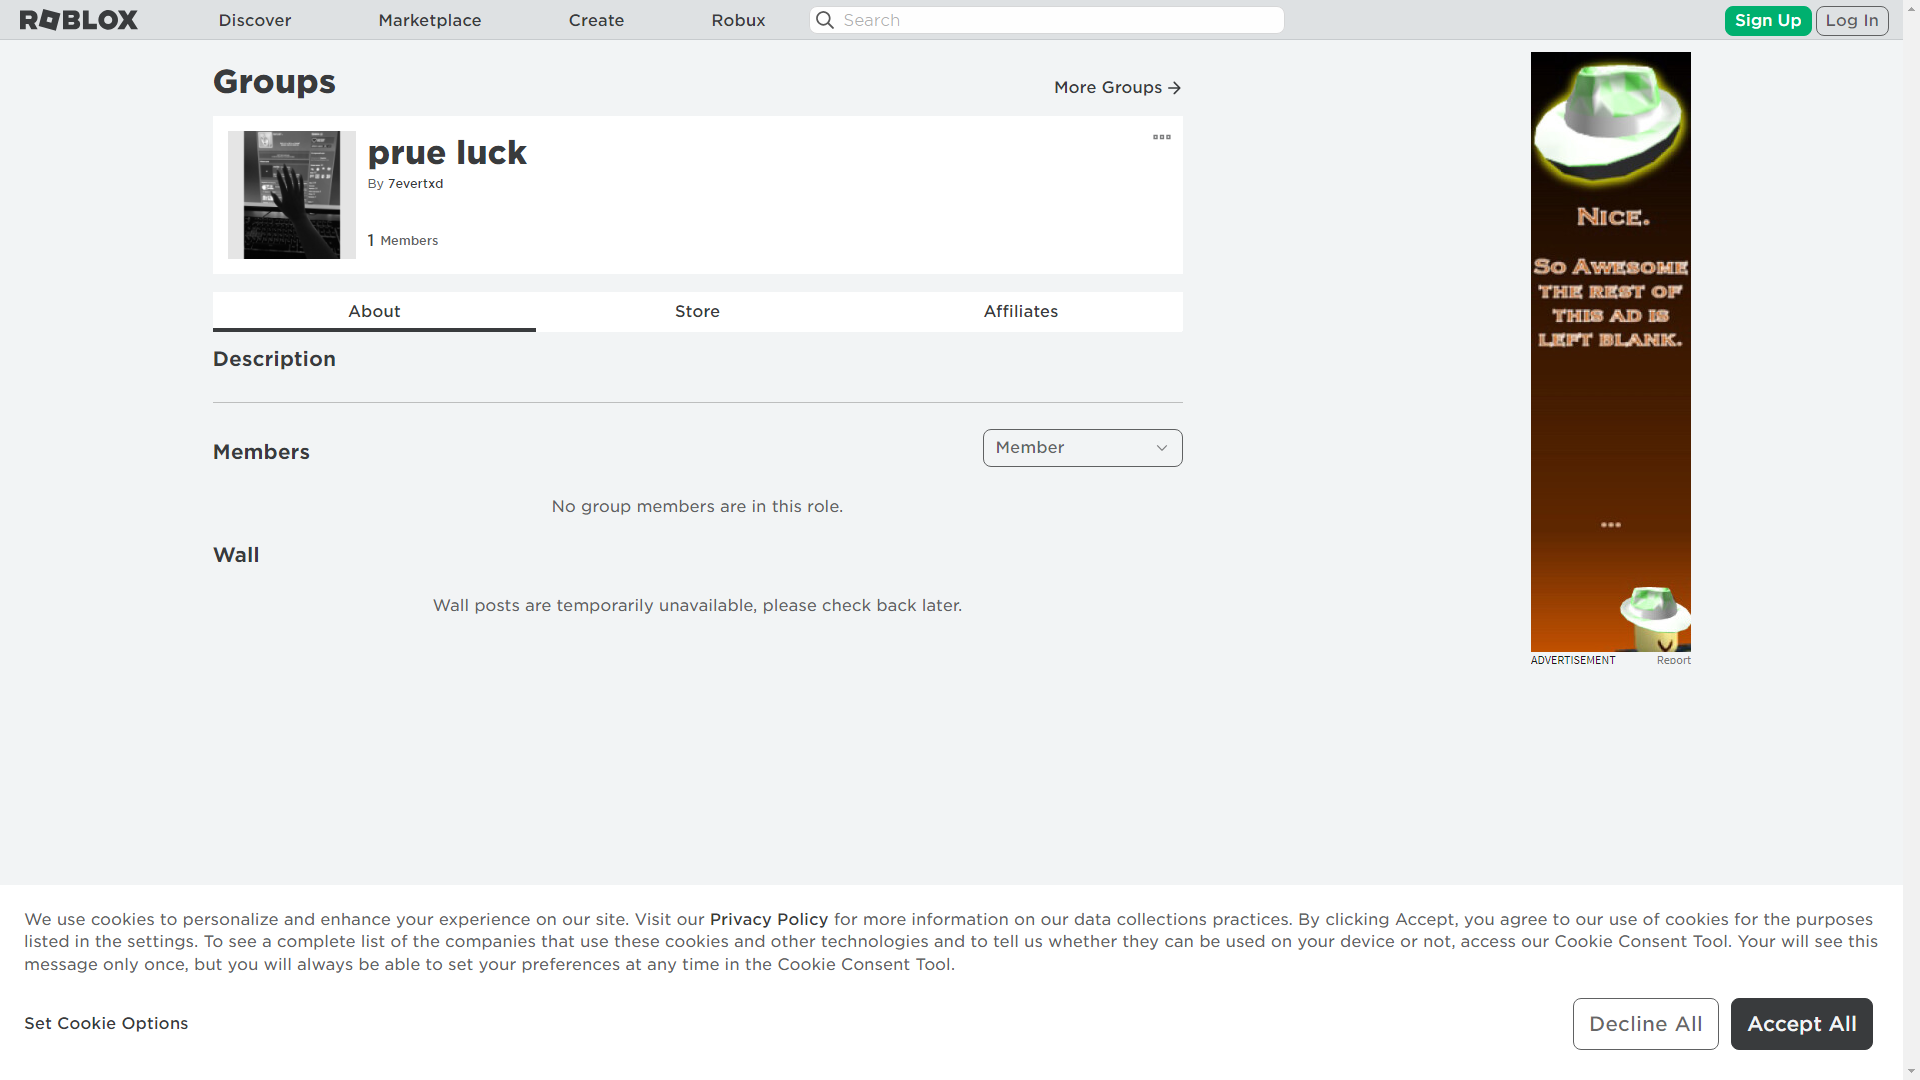 ROBLOX Discover Marketplace Create Robux Search Sign Up Log In
Groups
More Groups
prue luck
By 7evertxd
1 Members
About Store Affiliates
Description
Members
Member
No group members are in this role.
Wall
Wall posts are temporarily unavailable, please check back later.
Nice.
So Awesome
the rest of
this ad is
left blank.
...
ADVERTISEMENT Report
We use cookies to personalize and enhance your experience on our site. Visit our Privacy Policy for more information on our data collections practices. By clicking Accept, you agree to our use of cookies for the purposes
listed in the settings. To see a complete list of the companies that use these cookies and other technologies and to tell us whether they can be used on your device or not, access our Cookie Consent Tool. Your will see this
message only once, but you will always be able to set your preferences at any time in the Cookie Consent Tool.
Set Cookie Options
Decline All
Accept All